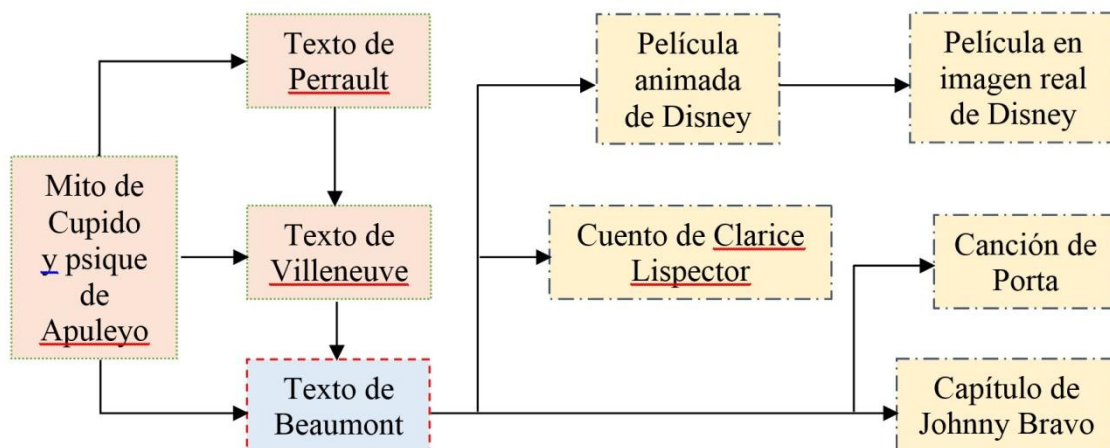 Texto de
Perrault
Película
animada
de Disney
Película en
imagen real
de Disney
Mito de
Cupido
y psique
de
Apuleyo
Texto de
Villeneuve
Cuento de Clarice
Lispector
Canción de
Porta
Texto de
Beaumont
Capítulo de
Johnny Bravo